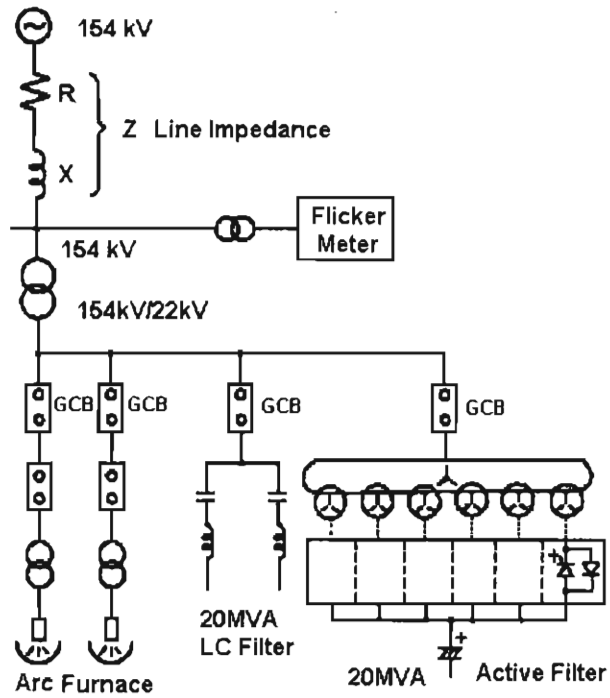 154 kV
R
Z Line Impedance
X
Flicker
Meter
154 kV
154kV/22kV
GCB
GCB
GCB
GCB
+
20MVA
LC Filter
+
20MVA
Active Filter
Arc Furnace